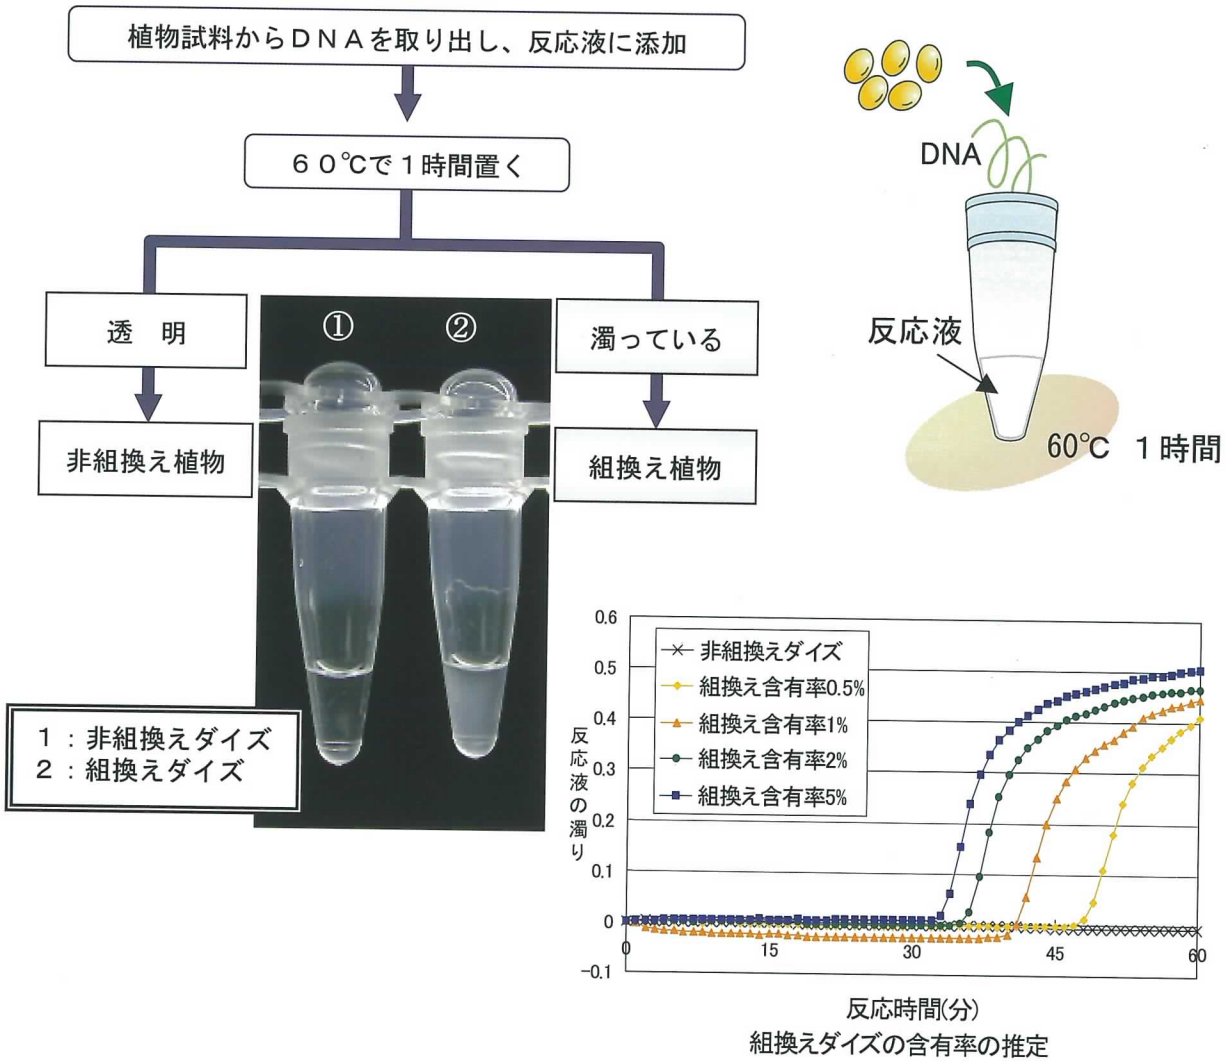 植物試料からＤＮＡを取り出し、反応液に添加
６０℃で１時間置く
透　明
濁っている
非組換え植物
組換え植物
①
②
１：非組換えダイズ
２：組換えダイズ
DNA
反応液
60℃ １時間
0.6
0.5
0.4
0.3
0.2
0.1
0
−0.1
反応液の濁り
非組換えダイズ
組換え含有率0.5%
組換え含有率1%
組換え含有率2%
組換え含有率5%
0
15
30
45
60
反応時間(分)
組換えダイズの含有率の推定